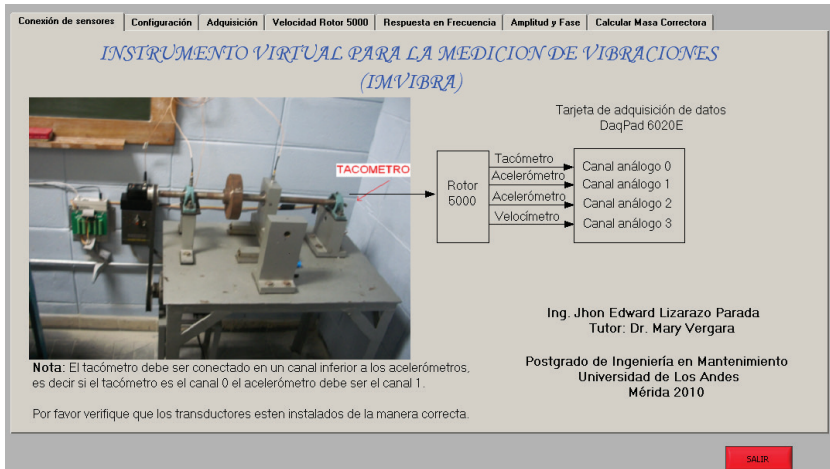 Conexión de sensores
Configuración
Adquisición
Velocidad Rotor 5000
Respuesta en Frecuencia
Amplitud y Fase
Calcular Masa Correctora
INSTRUMENTO VIRTUAL PARA LA MEDICION DE VIBRACIONES
(IMVIBRA)
TACOMETRO
Tarjeta de adquisición de datos
DaqPad 6020E
Rotor
5000
Tacómetro
Acelerómetro
Acelerómetro
Velocímetro
Canal análogo 0
Canal análogo 1
Canal análogo 2
Canal análogo 3
Nota: El tacómetro debe ser conectado en un canal inferior a los acelerómetros,
es decir si el tacómetro es el canal 0 el acelerómetro debe ser el canal 1.
Por favor verifique que los transductores esten instalados de la manera correcta.
Ing. Jhon Edward Lizarazo Parada
Tutor: Dr. Mary Vergara
Postgrado de Ingeniería en Mantenimiento
Universidad de Los Andes
Mérida 2010
SALIR